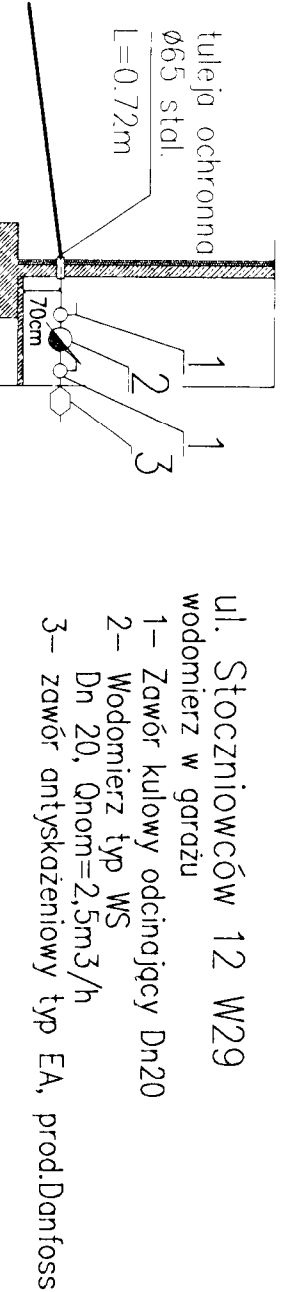 tuleja ochronna
ø65 stal.
L=0.72m
70cm
1
2
1
3
ul. Stoczniowców 12 W29
wodomierz w garażu
1- Zawór kulowy odcinający Dn20
2- Wodomierz typ WS
Dn 20, Qnom=2,5m3/h
3- zawór antyskażeniowy typ EA, prod.Danfoss